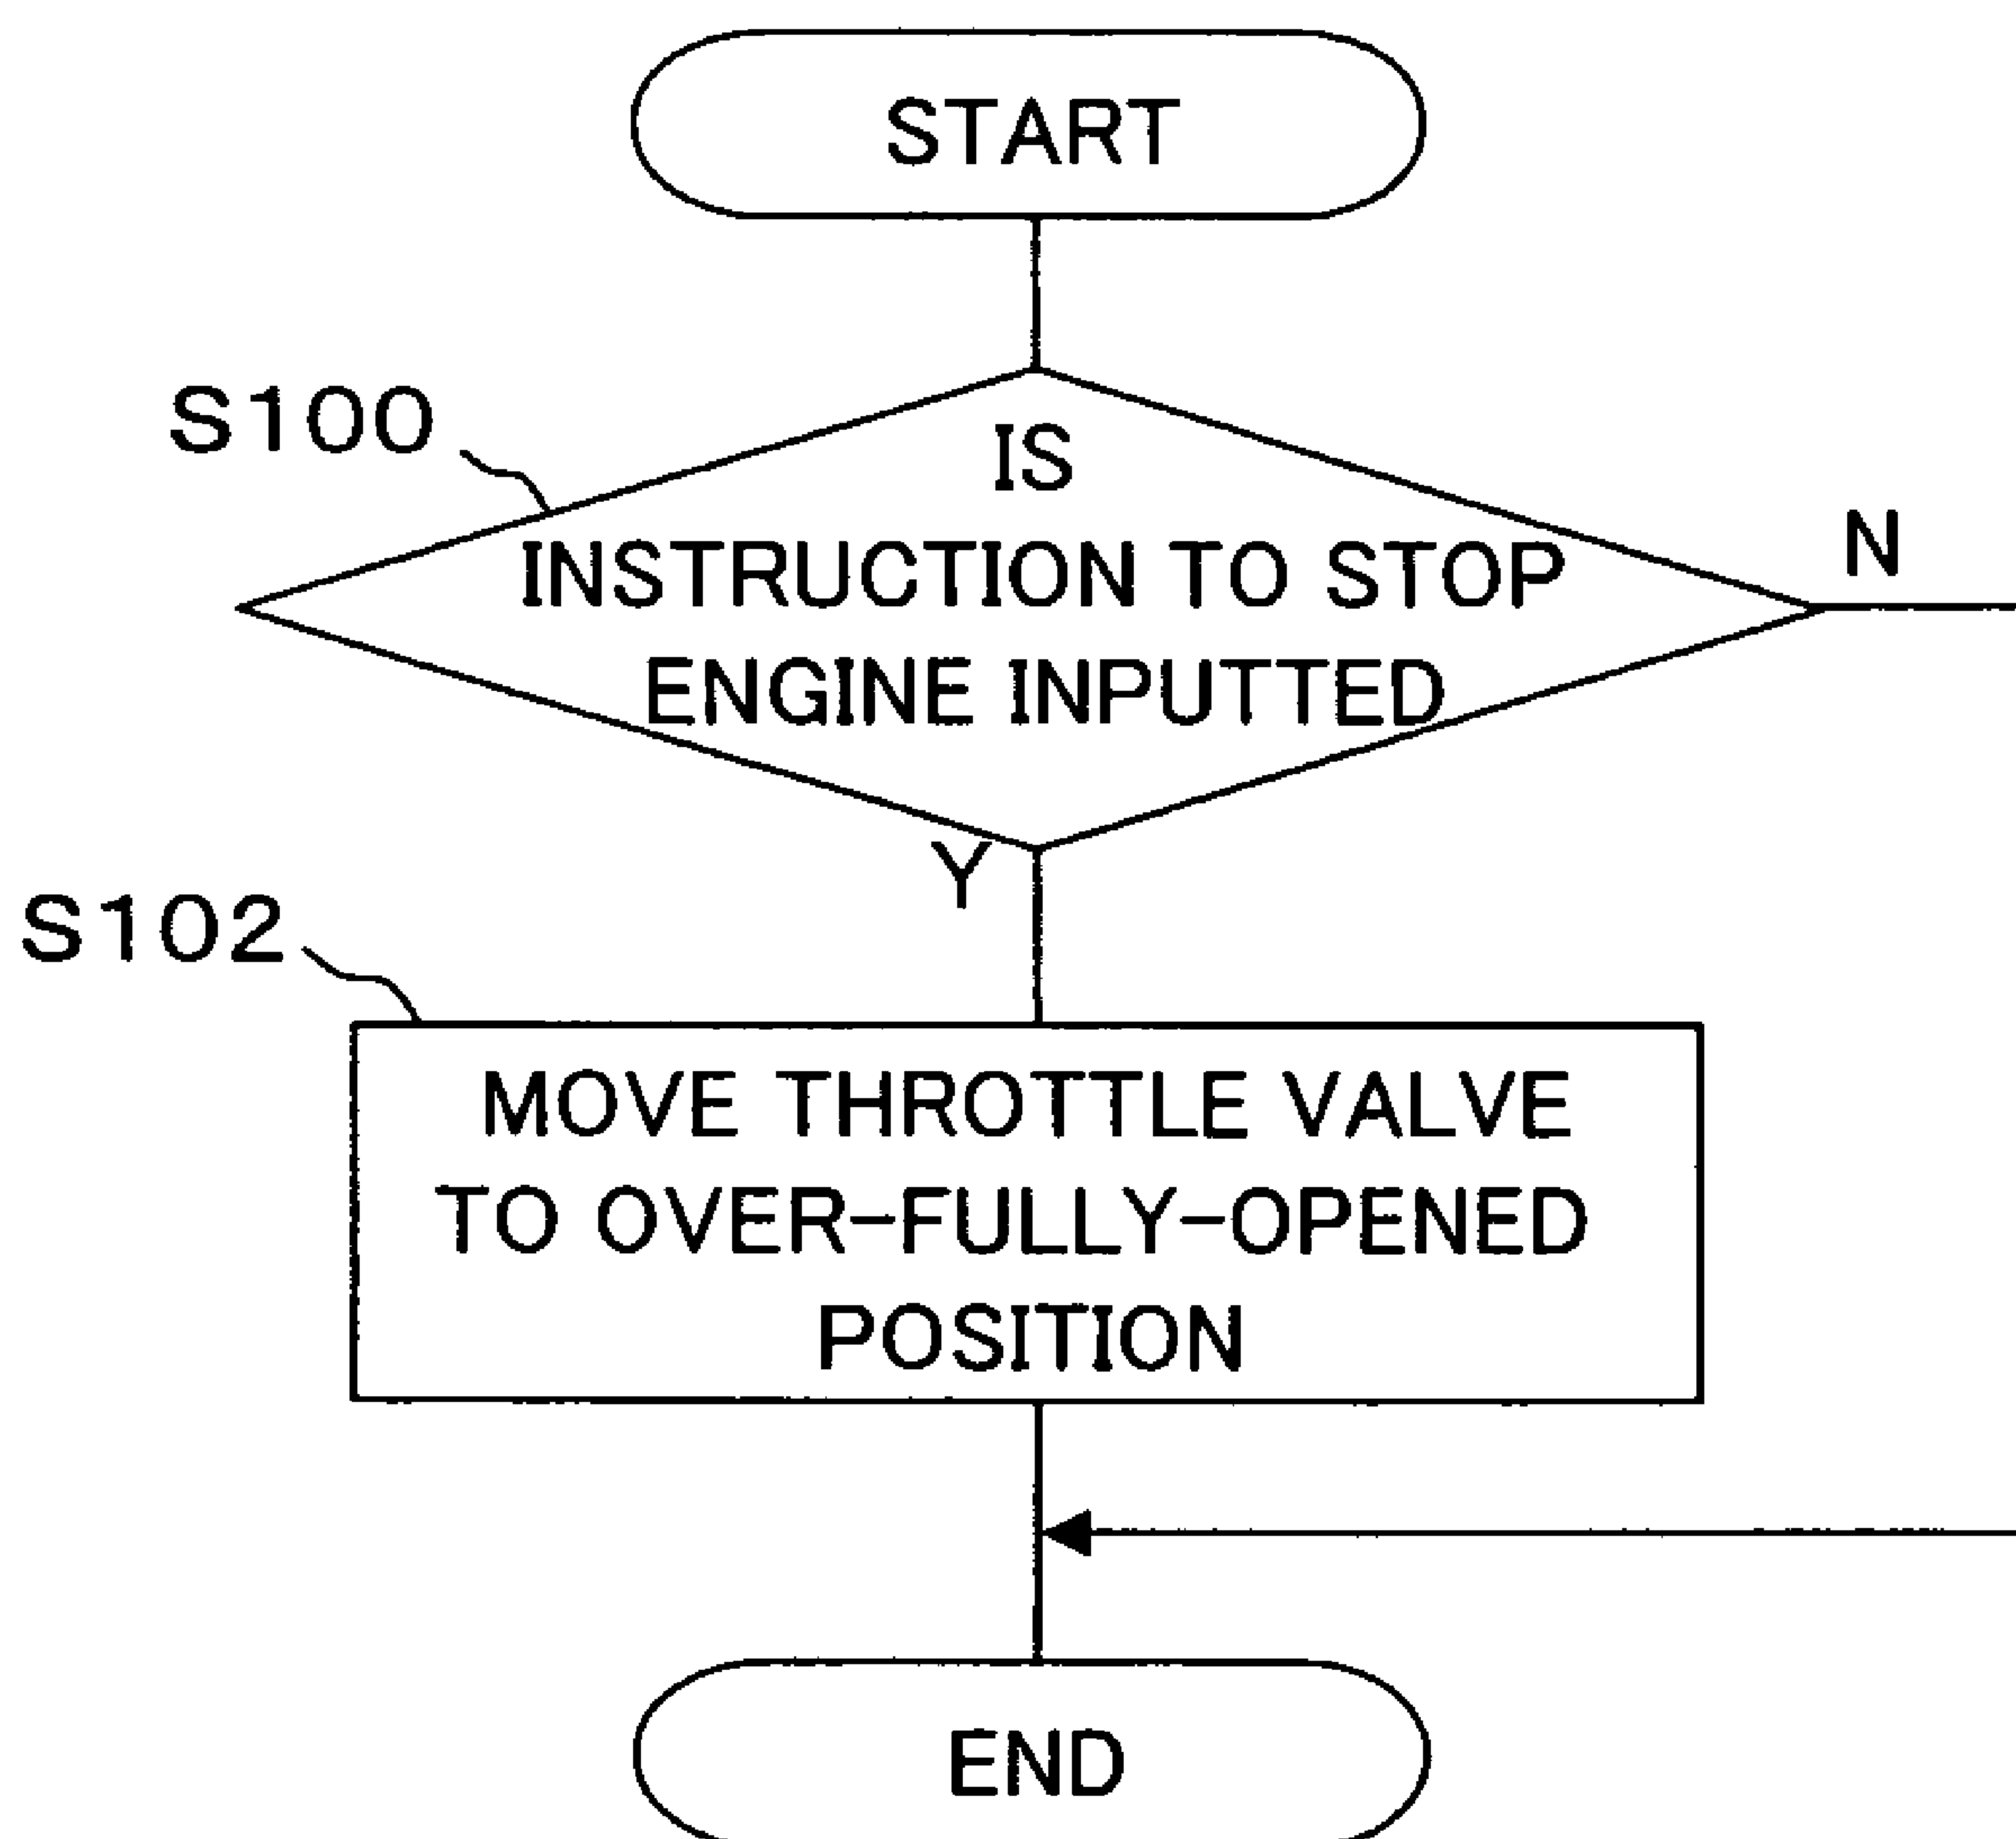 START
S100
IS
INSTRUCTION TO STOP
ENGINE INPUTTED
N
Y
S102
MOVE THROTTLE VALVE
TO OVER-FULLY-OPENED
POSITION
END